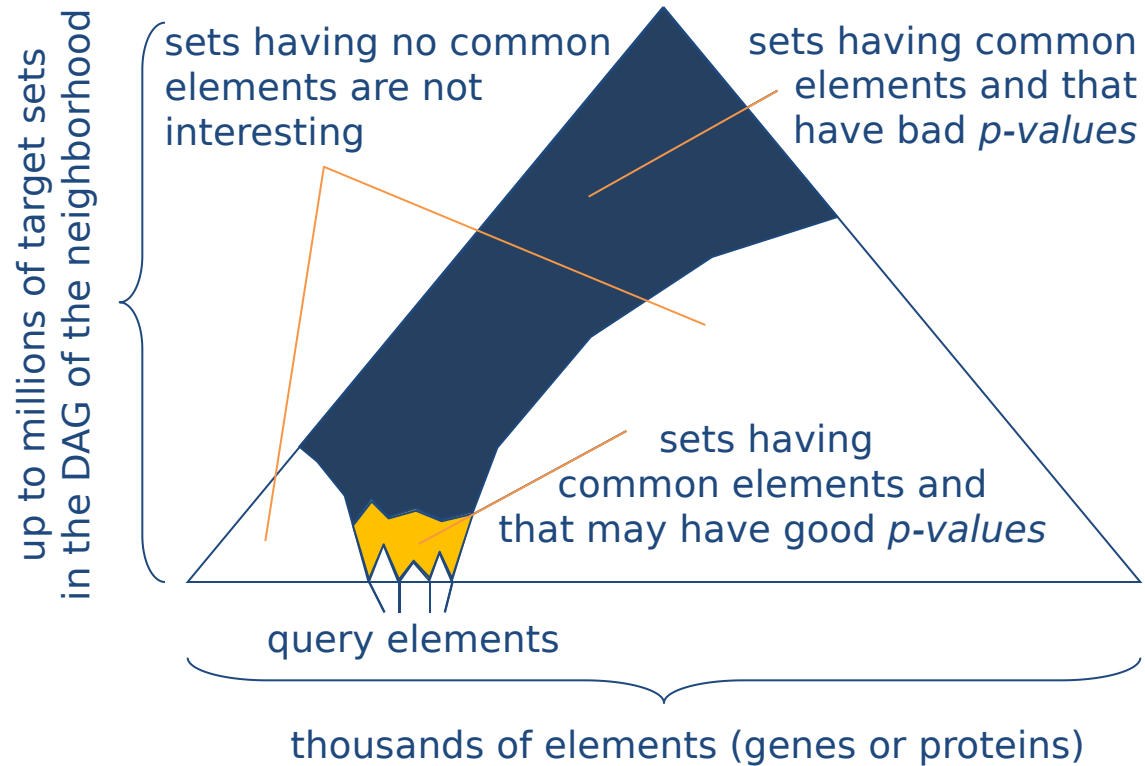 up to millions of target sets
in the DAG of the neighborhood
sets having no common
elements are not
interesting
sets having common
elements and that
have bad p-values
sets having
common elements and
that may have good p-values
query elements
thousands of elements (genes or proteins)